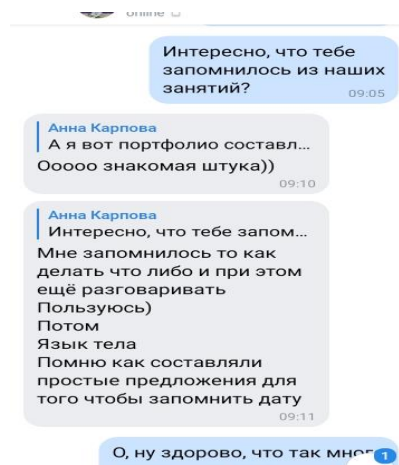 online
Интересно, что тебе
запомнилось из наших
занятий?
09:05
Анна Карпова
А я вот портфолио составл...
Ооооо знакомая штука))
09:10
Анна Карпова
Интересно, что тебе запом...
Мне запомнилось то как
делать что либо и при этом
ещё разговаривать
Пользуюсь)
Потом
Язык тела
Помню как составляли
простые предложения для
того чтобы запомнить дату
09:11
О, ну здорово, что так мног
1